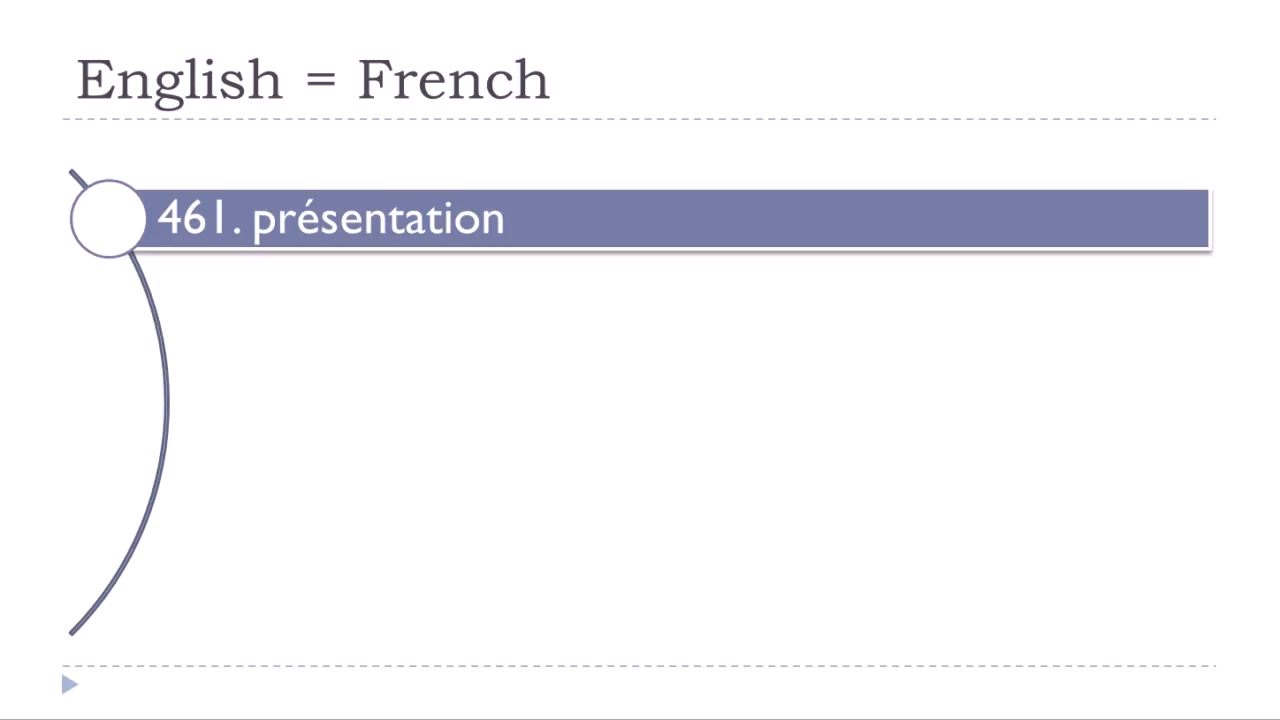 English = French
461. présentation